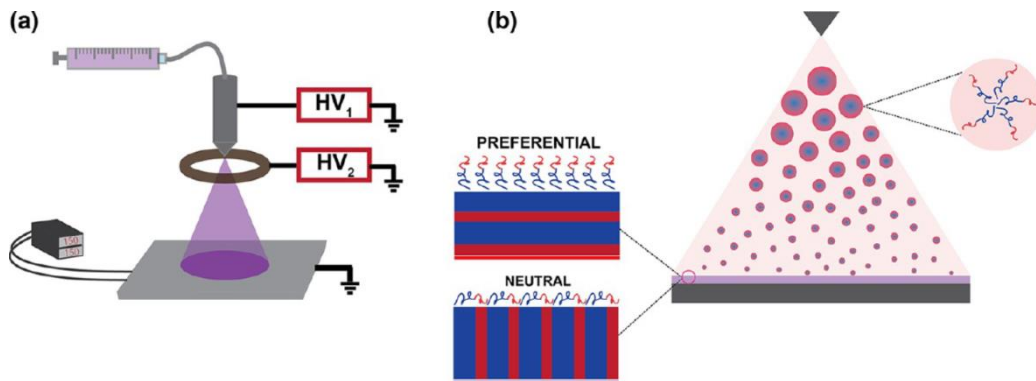 (a)
HV1
HV2
150
150
(b)
PREFERENTIAL
NEUTRAL